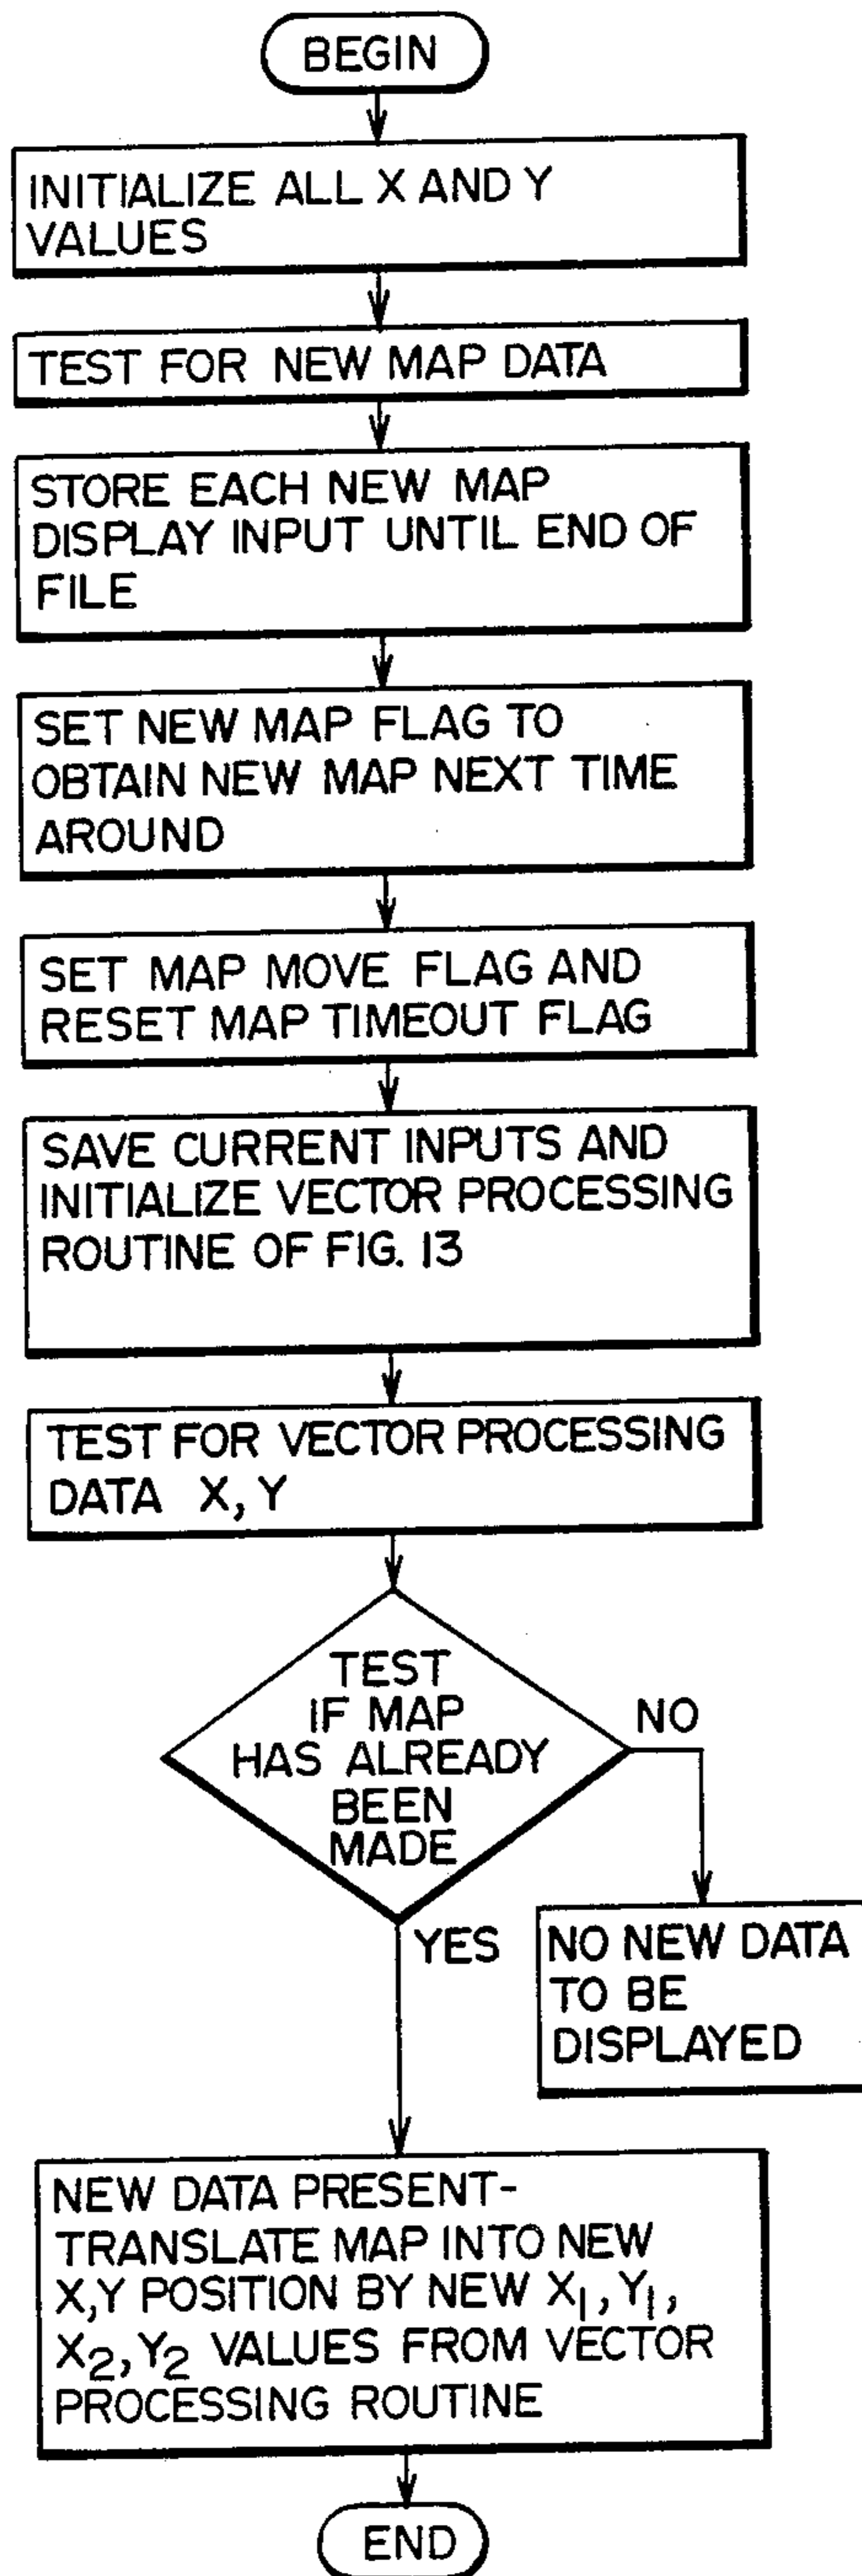 BEGIN
INITIALIZE ALL X AND Y
VALUES
TEST FOR NEW MAP DATA
STORE EACH NEW MAP
DISPLAY INPUT UNTIL END OF
FILE
SET NEW MAP FLAG TO
OBTAIN NEW MAP NEXT TIME
AROUND
SET MAP MOVE FLAG AND
RESET MAP TIMEOUT FLAG
SAVE CURRENT INPUTS AND
INITIALIZE VECTOR PROCESSING
ROUTINE OF FIG. 13
TEST FOR VECTOR PROCESSING
DATA X, Y
TEST
IF MAP
HAS ALREADY
BEEN
MADE
NO
YES
NO NEW DATA
TO BE
DISPLAYED
NEW DATA PRESENT-
TRANSLATE MAP INTO NEW
X,Y POSITION BY NEW X₁, Y₁,
X₂, Y₂ VALUES FROM VECTOR
PROCESSING ROUTINE
END